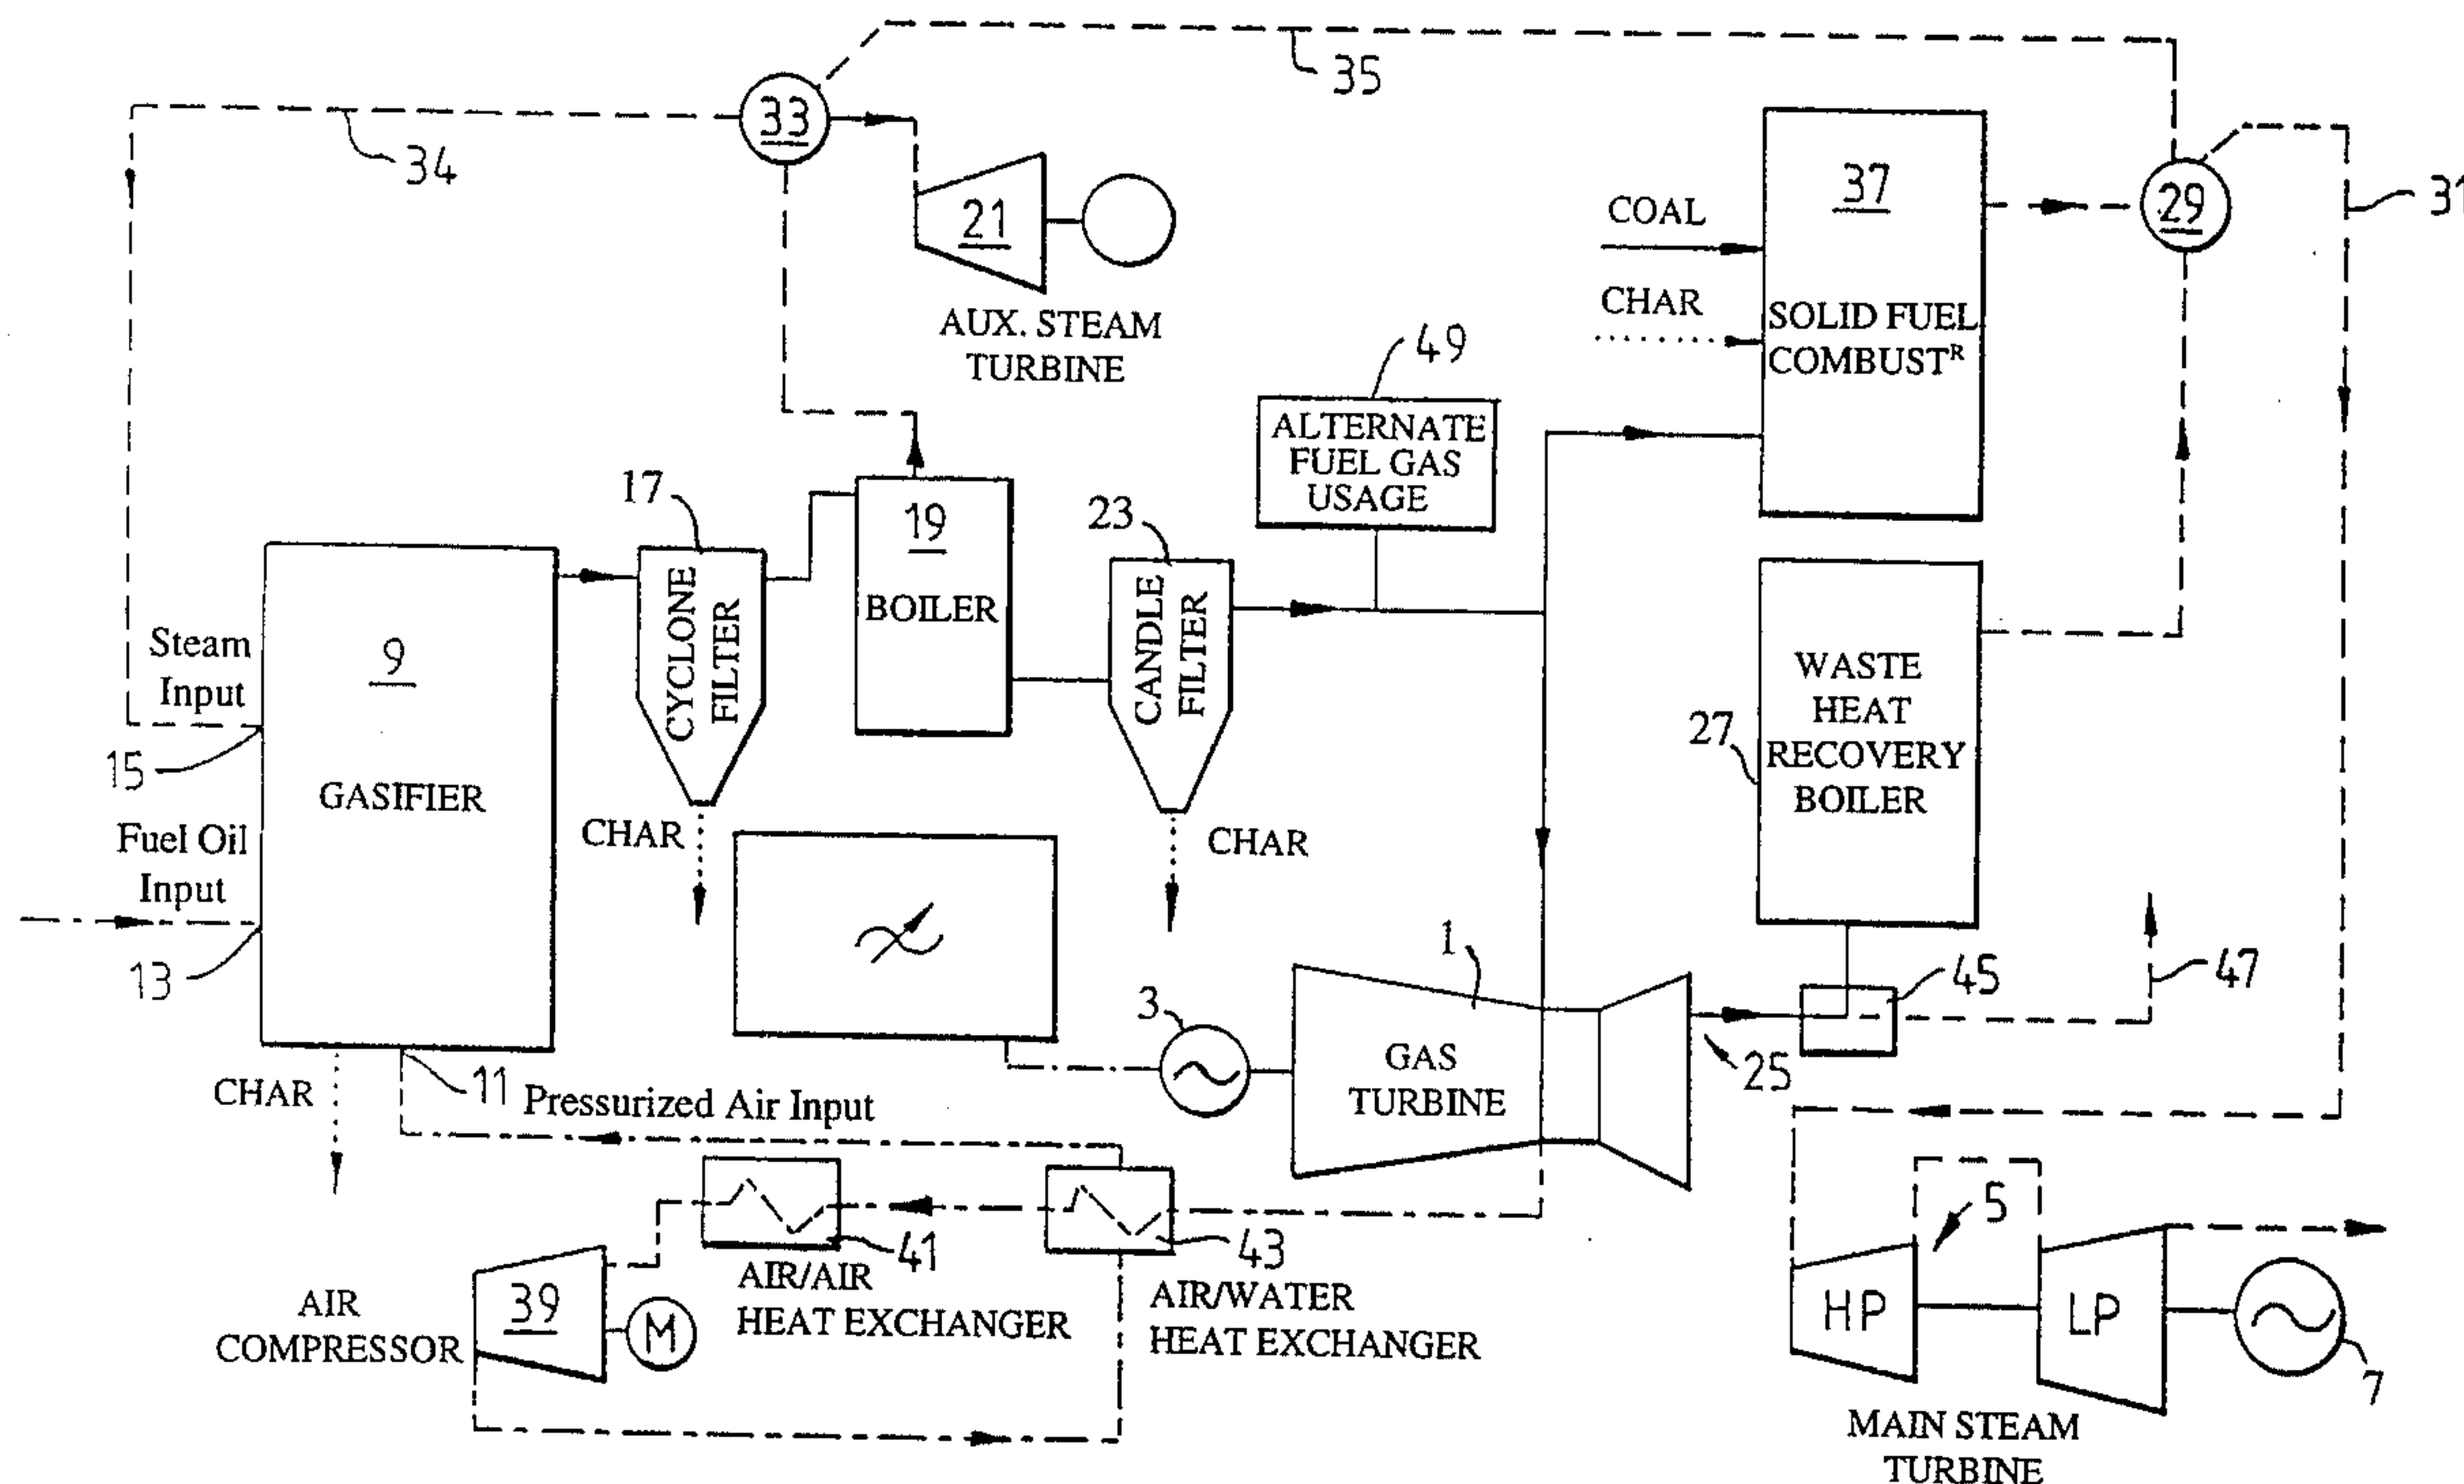 35
33
34
21
AUX. STEAM
TURBINE
COAL
CHAR
37
SOLID FUEL
COMBUSTᴿ
29
31
49
ALTERNATE
FUEL GAS
USAGE
17
CYCLONE
FILTER
19
BOILER
23
CANDLE
FILTER
Steam
Input
9
GASIFIER
15
Fuel Oil
Input
13
CHAR
CHAR
WASTE
HEAT
RECOVERY
BOILER
27
1
3
GAS
TURBINE
25
45
47
CHAR
11
Pressurized Air Input
41
AIR/AIR
HEAT EXCHANGER
43
AIR/WATER
HEAT EXCHANGER
AIR
COMPRESSOR
39
M
5
HP
LP
7
MAIN STEAM
TURBINE